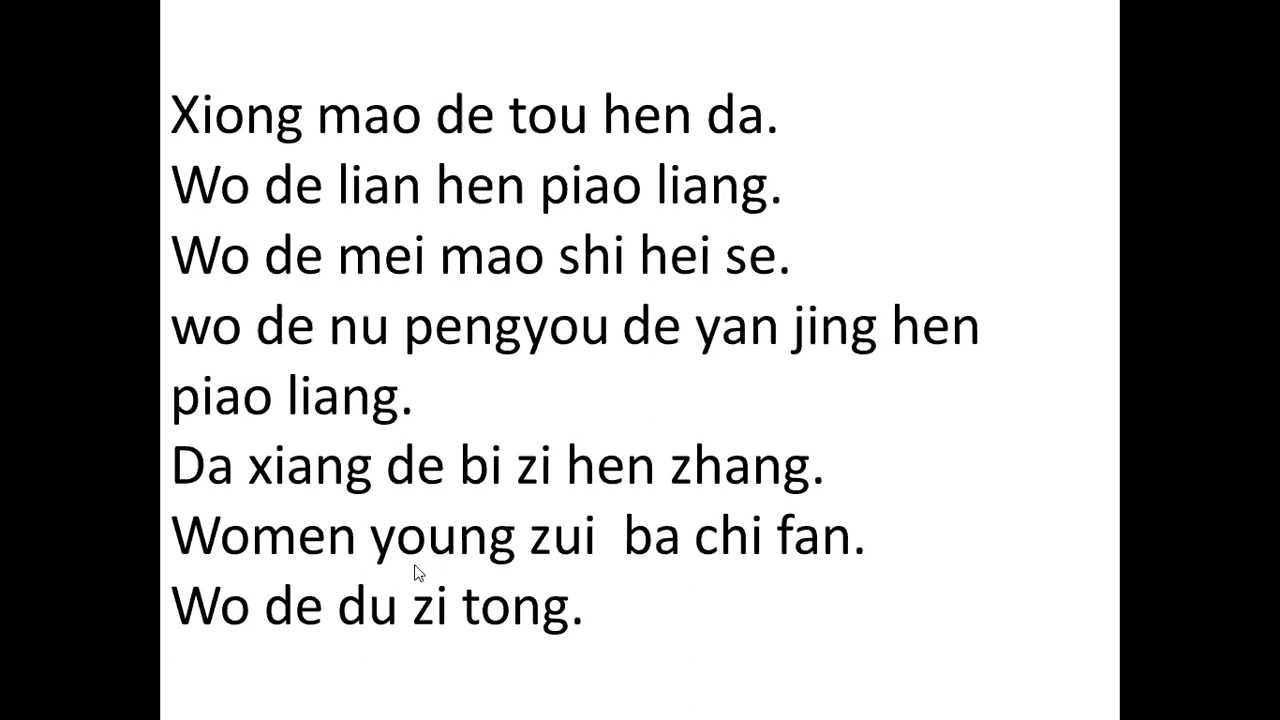 Xiong mao de tou hen da.
Wo de lian hen piao liang.
Wo de mei mao shi hei se.
wo de nu pengyou de yan jing hen
piao liang.
Da xiang de bi zi hen zhang.
Women young zui  ba chi fan.
Wo de du zi tong.